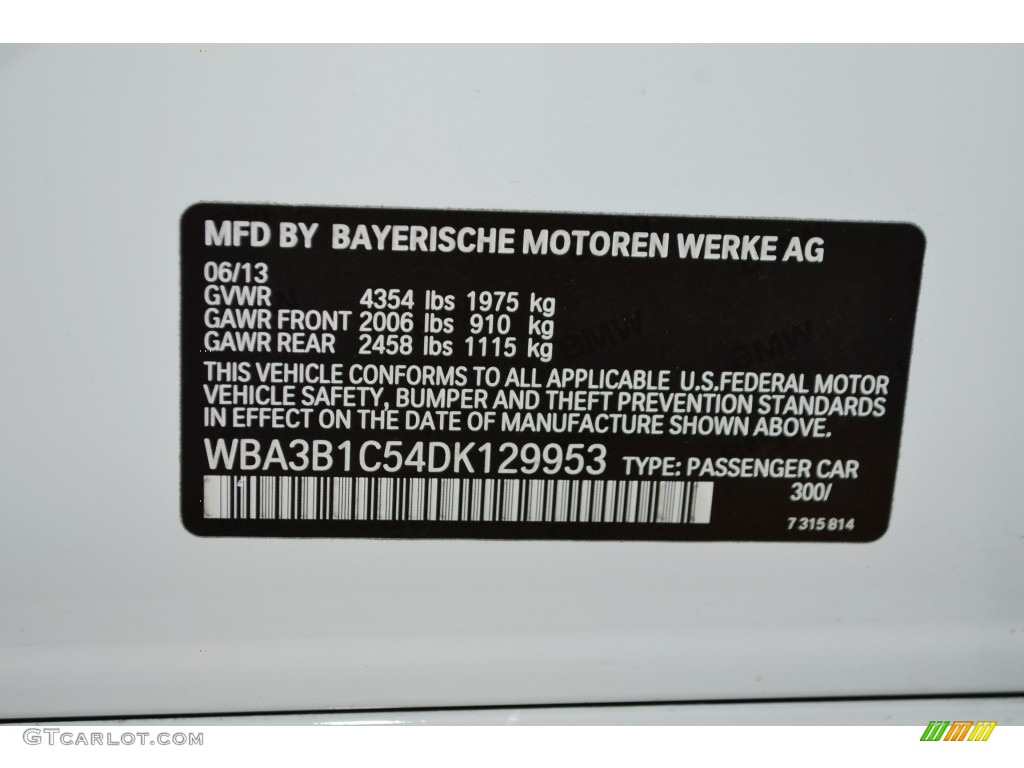 MFD BY BAYERISCHE MOTOREN WERKE AG
06/13
GVWR 4354 lbs 1975 kg
GAWR FRONT 2006 lbs 910 kg
GAWR REAR 2458 lbs 1115 kg
BMW BMW
THIS VEHICLE CONFORMS TO ALL APPLICABLE U.S.FEDERAL MOTOR
VEHICLE SAFETY, BUMPER AND THEFT PREVENTION STANDARDS
IN EFFECT ON THE DATE OF MANUFACTURE SHOWN ABOVE.
WBA3B1C54DK129953 TYPE: PASSENGER CAR
300/
7 315 814
GTCARLOT.COM